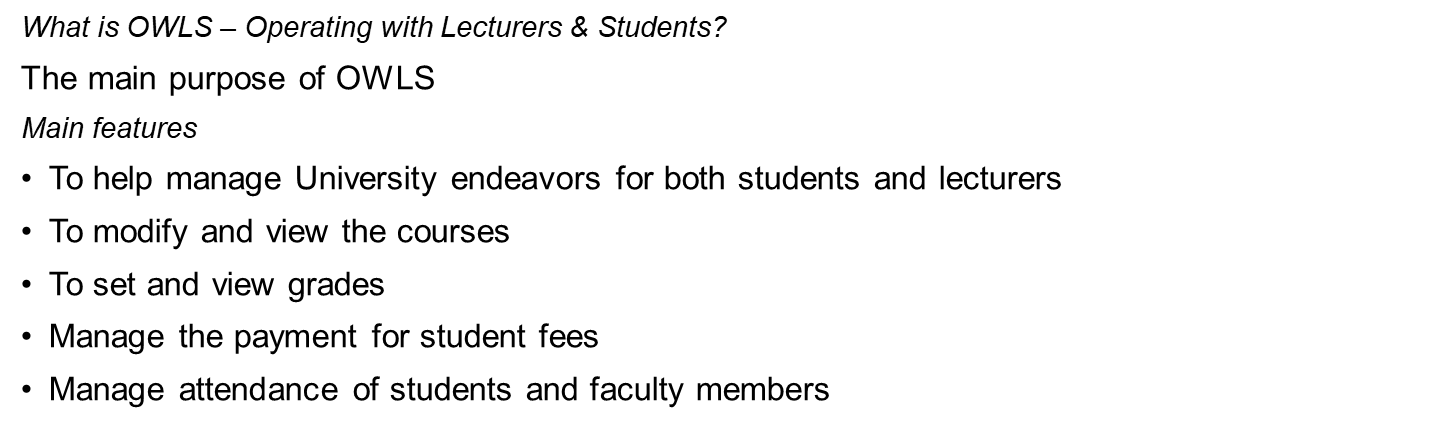 What is OWLS – Operating with Lecturers & Students?
The main purpose of OWLS
Main features
• To help manage University endeavors for both students and lecturers
• To modify and view the courses
• To set and view grades
• Manage the payment for student fees
• Manage attendance of students and faculty members